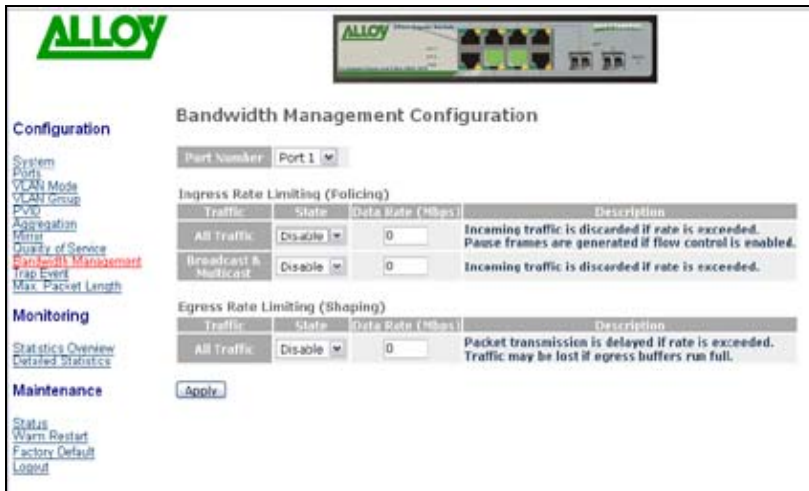 ALLOY
ALLOY
Configuration
System
Ports
VLAN Mode
VLAN Group
PVID
Aggregation
Mirror
Quality of Service
Bandwidth Management
Trap Event
Max. Packet Length
Monitoring
Statistics Overview
Detailed Statistics
Maintenance
Status
Warm Restart
Factory Default
Logout
Bandwidth Management Configuration
Port Number Port 1
Ingress Rate Limiting (Policing)
Traffic State Data Rate (Mbps) Description
All Traffic Disable 0 Incoming traffic is discarded if rate is exceeded.
Pause frames are generated if flow control is enabled.
Broadcast & Multicast Disable 0 Incoming traffic is discarded if rate is exceeded.
Egress Rate Limiting (Shaping)
Traffic State Data Rate (Mbps) Description
All Traffic Disable 0 Packet transmission is delayed if rate is exceeded.
Traffic may be lost if egress buffers run full.
Apply